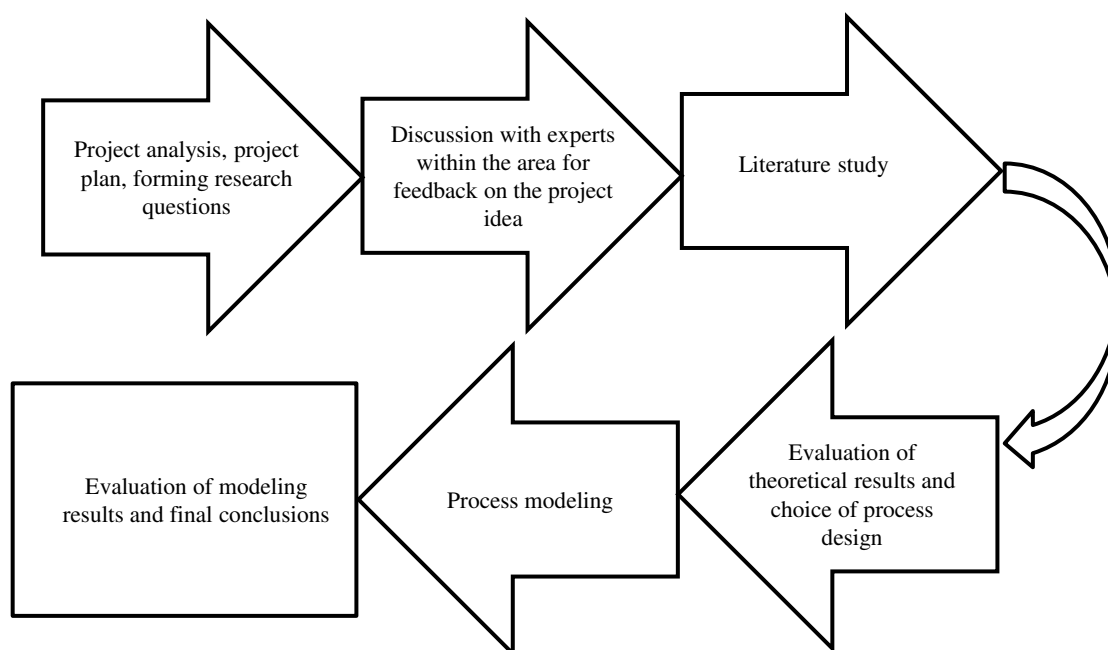 Project analysis, project
plan, forming research
questions
Discussion with experts
within the area for
feedback on the project
idea
Literature study
Evaluation of
theoretical results and
choice of process
design
Process modeling
Evaluation of modeling
results and final conclusions